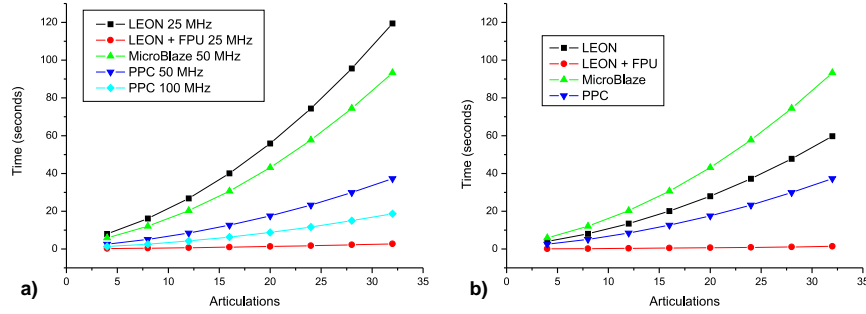 LEON 25 MHz
LEON + FPU 25 MHz
MicroBlaze 50 MHz
PPC 50 MHz
PPC 100 MHz
Time (seconds)
120
100
80
60
40
20
0
0 5 10 15 20 25 30 35
Articulations
a)
LEON
LEON + FPU
MicroBlaze
PPC
Time (seconds)
120
100
80
60
40
20
0
0 5 10 15 20 25 30 35
Articulations
b)